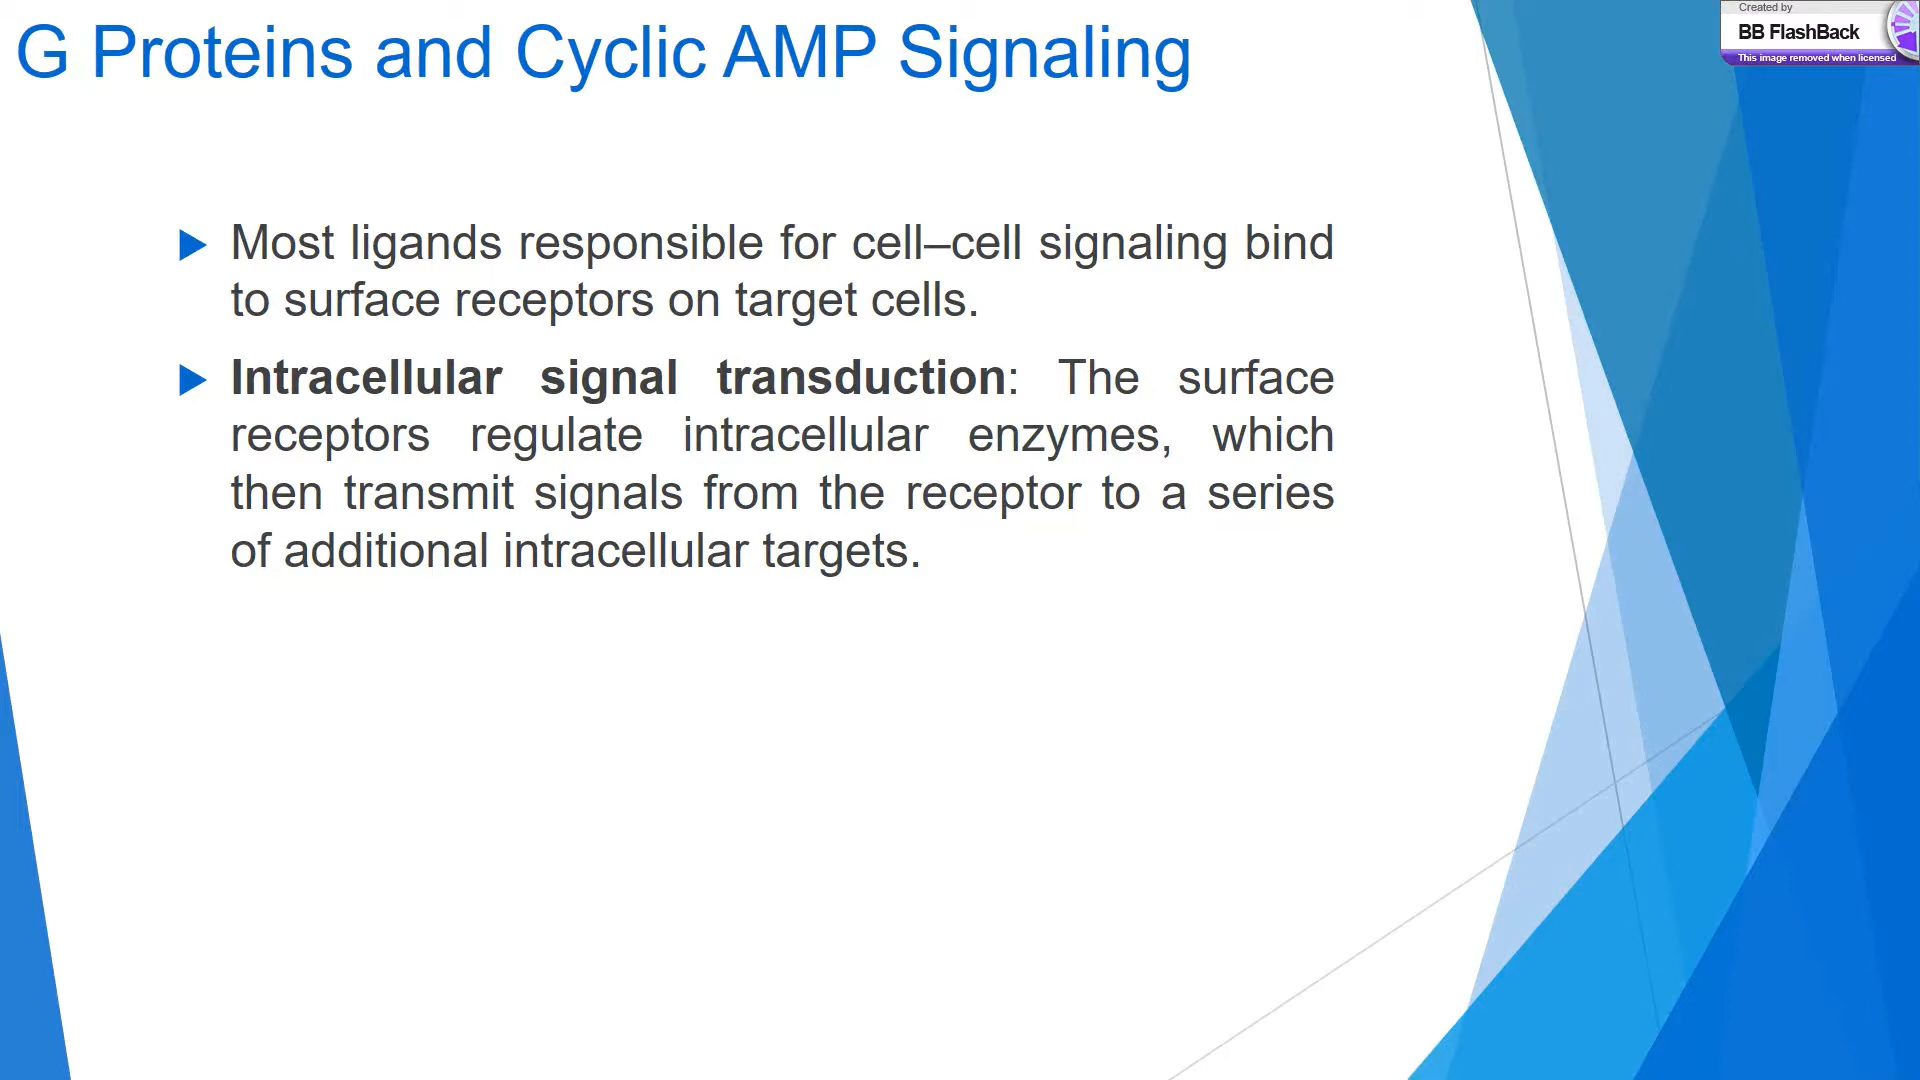 G Proteins and Cyclic AMP Signaling
Created by
BB FlashBack
This image removed when licensed
Most ligands responsible for cell–cell signaling bind
to surface receptors on target cells.
Intracellular signal transduction: The surface
receptors regulate intracellular enzymes, which
then transmit signals from the receptor to a series
of additional intracellular targets.